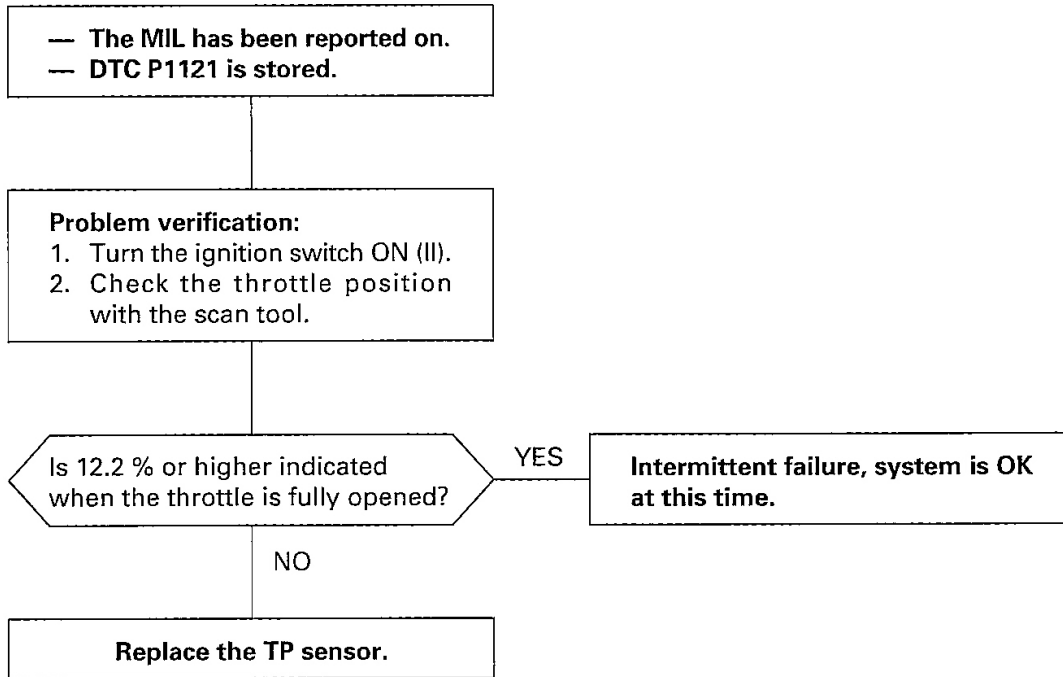 — The MIL has been reported on.
— DTC P1121 is stored.
Problem verification:
1. Turn the ignition switch ON (II).
2. Check the throttle position
with the scan tool.
Is 12.2 % or higher indicated
when the throttle is fully opened?
YES
Intermittent failure, system is OK
at this time.
NO
Replace the TP sensor.